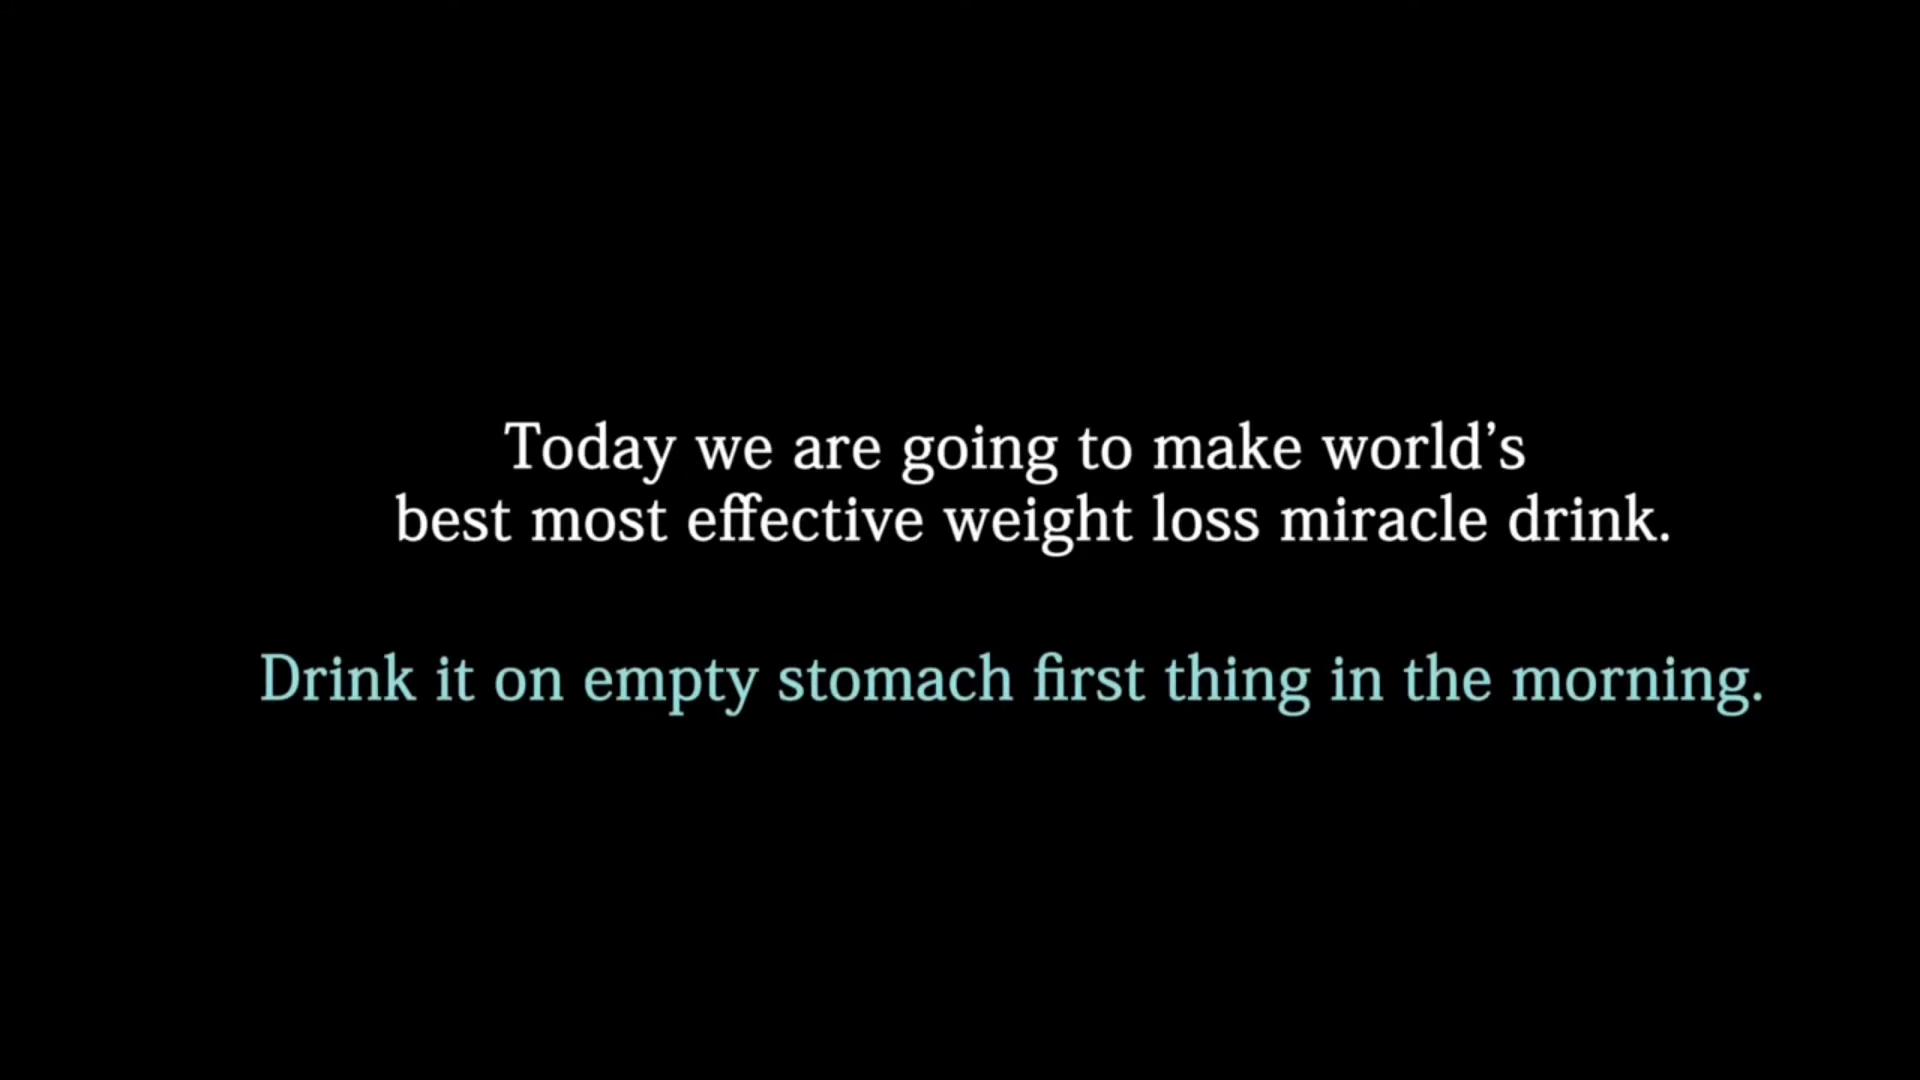 Today we are going to make world’s
best most effective weight loss miracle drink.
Drink it on empty stomach first thing in the morning.